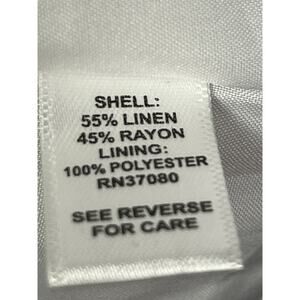 SHELL:
55% LINEN
45% RAYON
LINING:
100% POLYESTER
RN37080
SEE REVERSE
FOR CARE